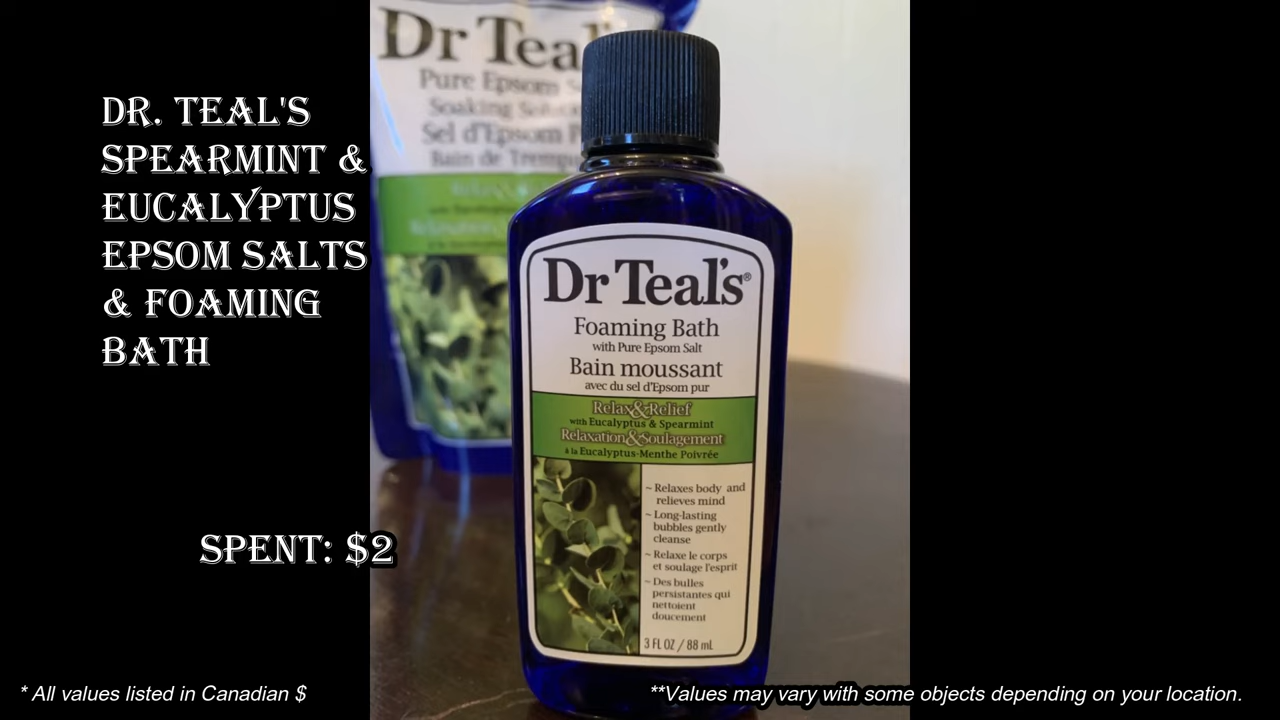 DR. TEAL'S
SPEARMINT &
EUCALYPTUS
EPSOM SALTS
& FOAMING
BATH
SPENT: $2
Dr Teal's
Pure Epsom
Soaking
Sel d'Epsom
Bain de
Dr Teal's®
Foaming Bath
with Pure Epsom Salt
Bain moussant
avec du sel d'Epsom pur
Relax&Relief
with Eucalyptus & Spearmint
Relaxation&Soulagement
à la Eucalyptus-Menthe Poivrée
~ Relaxes body and
relieves mind
~ Long-lasting
bubbles gently
cleanse
~ Relaxe le corps
et soulage l'esprit
~ Des bulles
persistantes qui
nettoient
doucement
3 FL OZ / 88 mL
* All values listed in Canadian $
**Values may vary with some objects depending on your location.